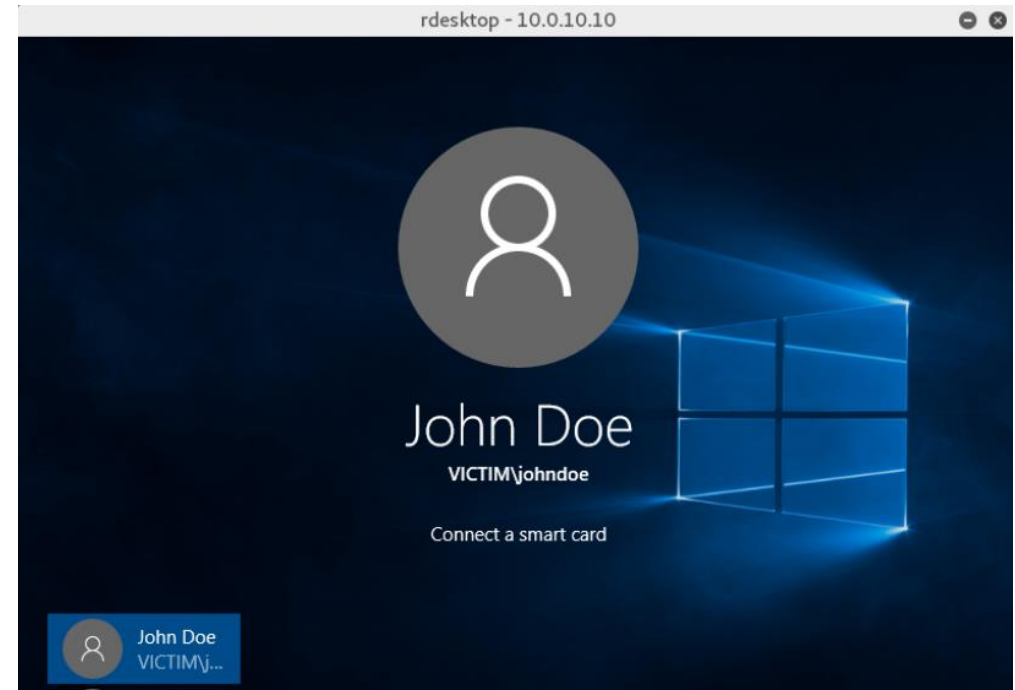 rdesktop - 10.0.10.10
John Doe
VICTIM\johndoe
Connect a smart card
John Doe
VICTIM\j...